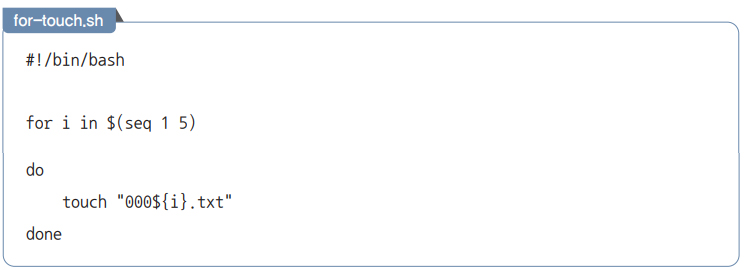 for-touch.sh
#!/bin/bash
for i in $(seq 1 5)
do
touch "000${i}.txt"
done